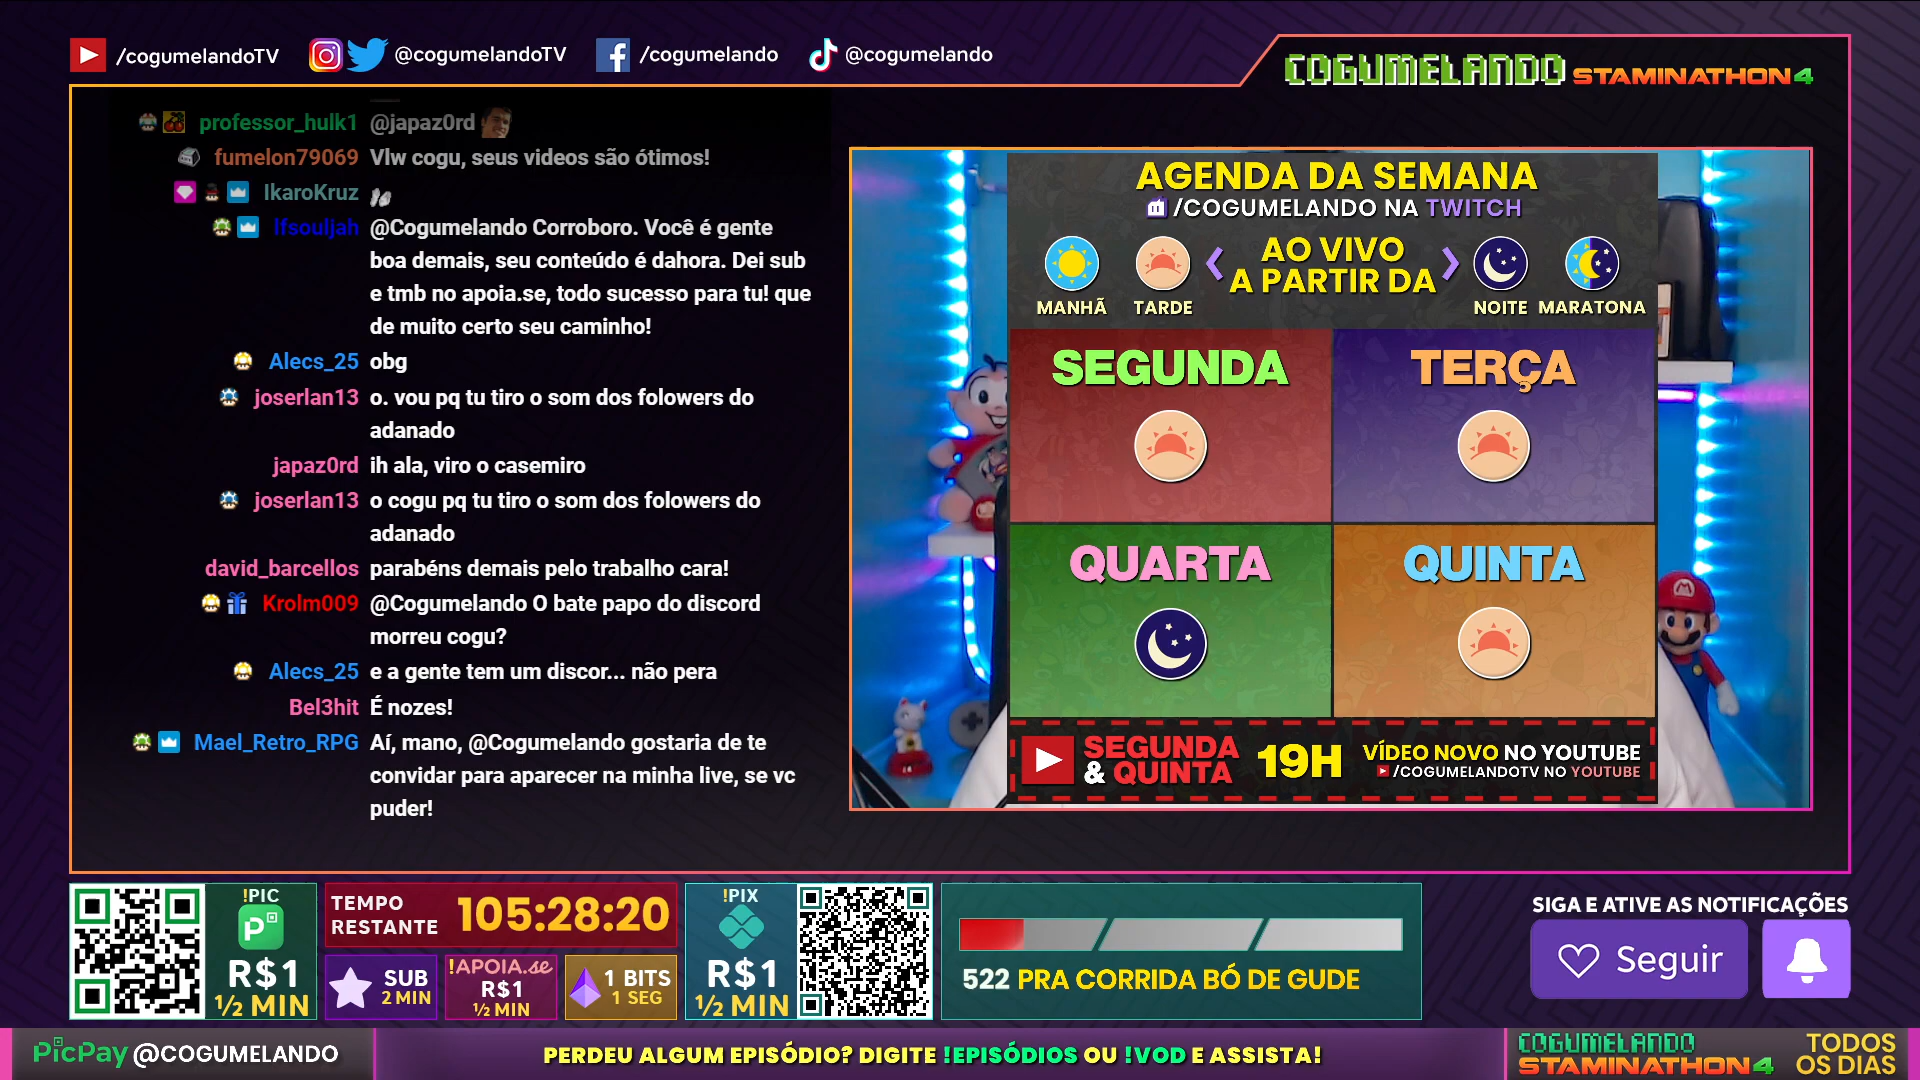 /cogumelandoTV @cogumelandoTV /cogumelando @cogumelando
COGUMELANDO STAMINATHON 4
professor_hulk1 @japaz0rd
fumelon79069 Vlw cogu, seus videos são ótimos!
IkaroKruz
lfsouljah @Cogumelando Corroboro. Você é gente
boa demais, seu conteúdo é dahora. Dei sub
e tmb no apoia.se, todo sucesso para tu! que
de muito certo seu caminho!
Alecs_25 obg
joserlan13 o. vou pq tu tiro o som dos folowers do
adanado
japaz0rd ih ala, viro o casemiro
joserlan13 o cogu pq tu tiro o som dos folowers do
adanado
david_barcellos parabéns demais pelo trabalho cara!
Krolm009 @Cogumelando O bate papo do discord
morreu cogu?
Alecs_25 e a gente tem um discor... não pera
Bel3hit É nozes!
Mael_Retro_RPG Aí, mano, @Cogumelando gostaria de te
convidar para aparecer na minha live, se vc
puder!
AGENDA DA SEMANA
/COGUMELANDO NA TWITCH
AO VIVO
A PARTIR DA
MANHÃ TARDE NOITE MARATONA
SEGUNDA TERÇA
QUARTA QUINTA
SEGUNDA
& QUINTA
19H
VÍDEO NOVO NO YOUTUBE
/COGUMELANDOTV NO YOUTUBE
!PIC
R$1
½ MIN
TEMPO
RESTANTE
105:28:20
SUB
2 MIN
!APOIA.se
R$1
½ MIN
1 BITS
1 SEG
!PIX
R$1
½ MIN
522 PRA CORRIDA BÓ DE GUDE
SIGA E ATIVE AS NOTIFICAÇÕES
Seguir
PicPay @COGUMELANDO
PERDEU ALGUM EPISÓDIO? DIGITE !EPISÓDIOS OU !VOD E ASSISTA!
COGUMELANDO
STAMINATHON 4
TODOS
OS DIAS